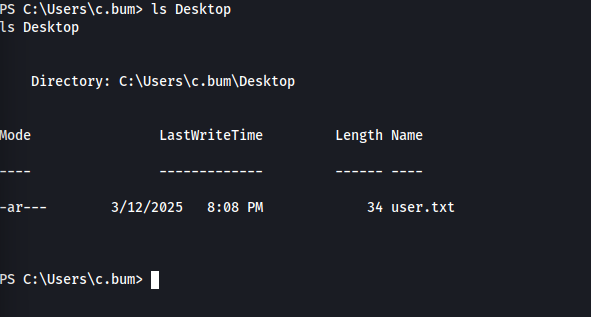 PS C:\Users\c.bum> ls Desktop
ls Desktop
Directory: C:\Users\c.bum\Desktop
Mode                LastWriteTime         Length Name
----                -------------         ------ ----
-ar---        3/12/2025   8:08 PM             34 user.txt
PS C:\Users\c.bum>